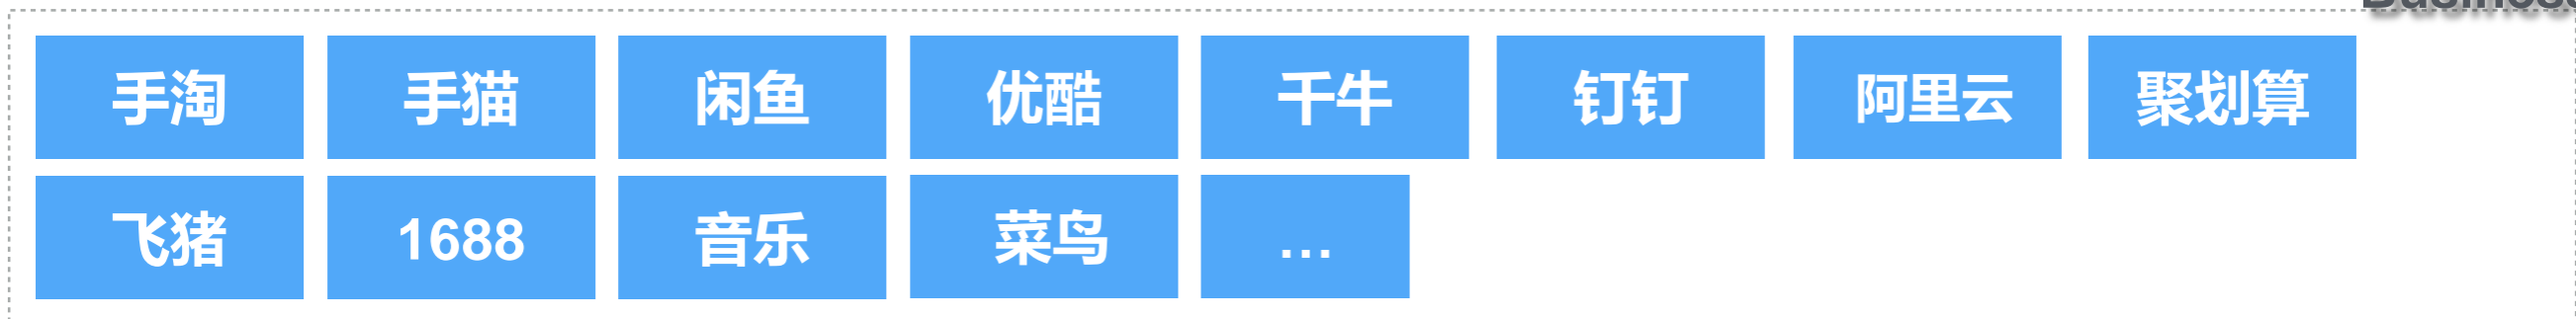 手淘 手猫 闲鱼 优酷 千牛 钉钉 阿里云 聚划算
飞猪 1688 音乐 菜鸟 ...